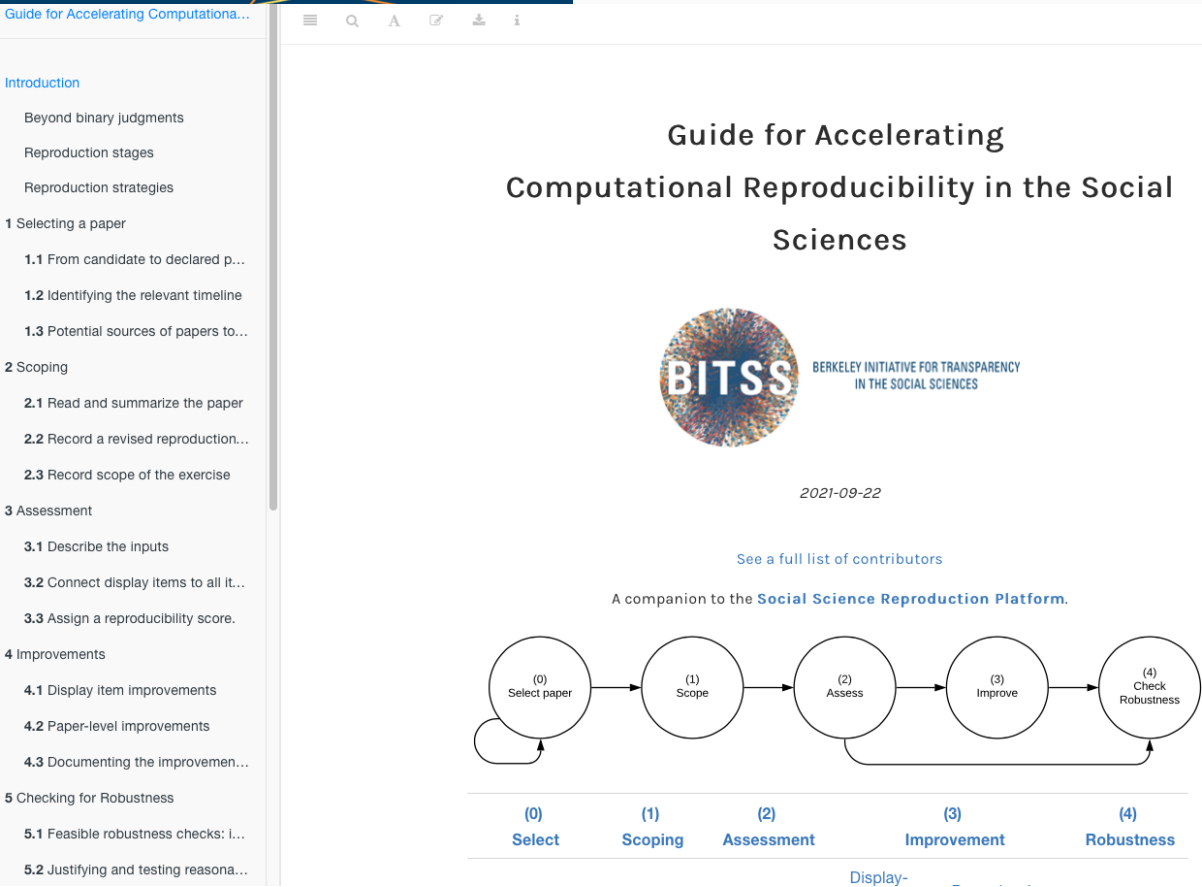 Guide for Accelerating Computationa...
Introduction
Beyond binary judgments
Reproduction stages
Reproduction strategies
1 Selecting a paper
1.1 From candidate to declared p...
1.2 Identifying the relevant timeline
1.3 Potential sources of papers to...
2 Scoping
2.1 Read and summarize the paper
2.2 Record a revised reproduction...
2.3 Record scope of the exercise
3 Assessment
3.1 Describe the inputs
3.2 Connect display items to all it...
3.3 Assign a reproducibility score.
4 Improvements
4.1 Display item improvements
4.2 Paper-level improvements
4.3 Documenting the improvemen...
5 Checking for Robustness
5.1 Feasible robustness checks: i...
5.2 Justifying and testing reasona...
Guide for Accelerating
Computational Reproducibility in the Social
Sciences
BITSS
BERKELEY INITIATIVE FOR TRANSPARENCY
IN THE SOCIAL SCIENCES
2021-09-22
See a full list of contributors
A companion to the Social Science Reproduction Platform.
(0)
Select paper
(1)
Scope
(2)
Assess
(3)
Improve
(4)
Check
Robustness
(0)
Select
(1)
Scoping
(2)
Assessment
(3)
Improvement
(4)
Robustness
Display-